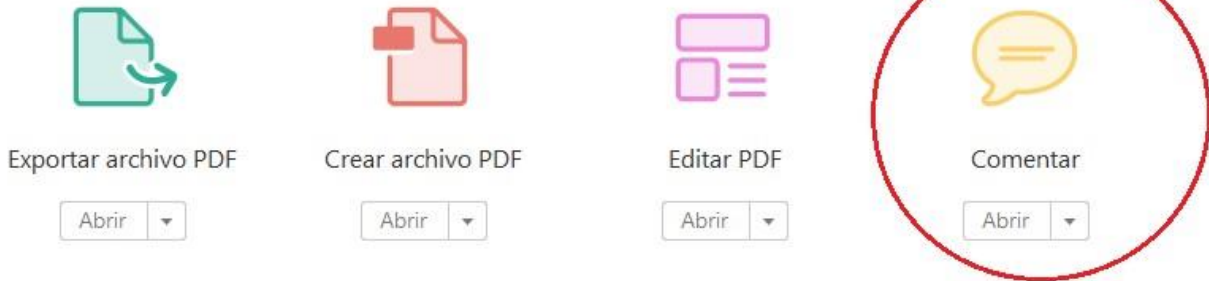 Exportar archivo PDF
Crear archivo PDF
Editar PDF
Comentar
Abrir
Abrir
Abrir
Abrir